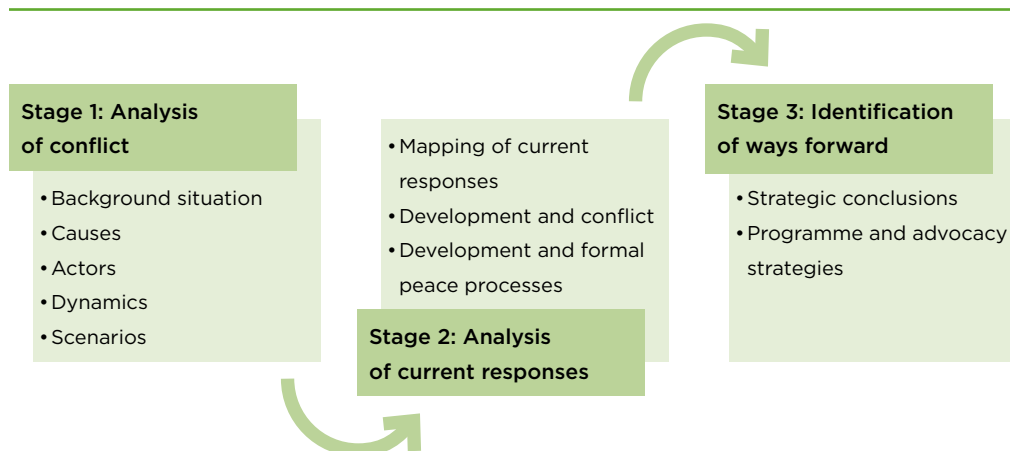 Stage 1: Analysis
of conflict
• Background situation
• Causes
• Actors
• Dynamics
• Scenarios
• Mapping of current
responses
• Development and conflict
• Development and formal
peace processes
Stage 2: Analysis
of current responses
Stage 3: Identification
of ways forward
• Strategic conclusions
• Programme and advocacy
strategies